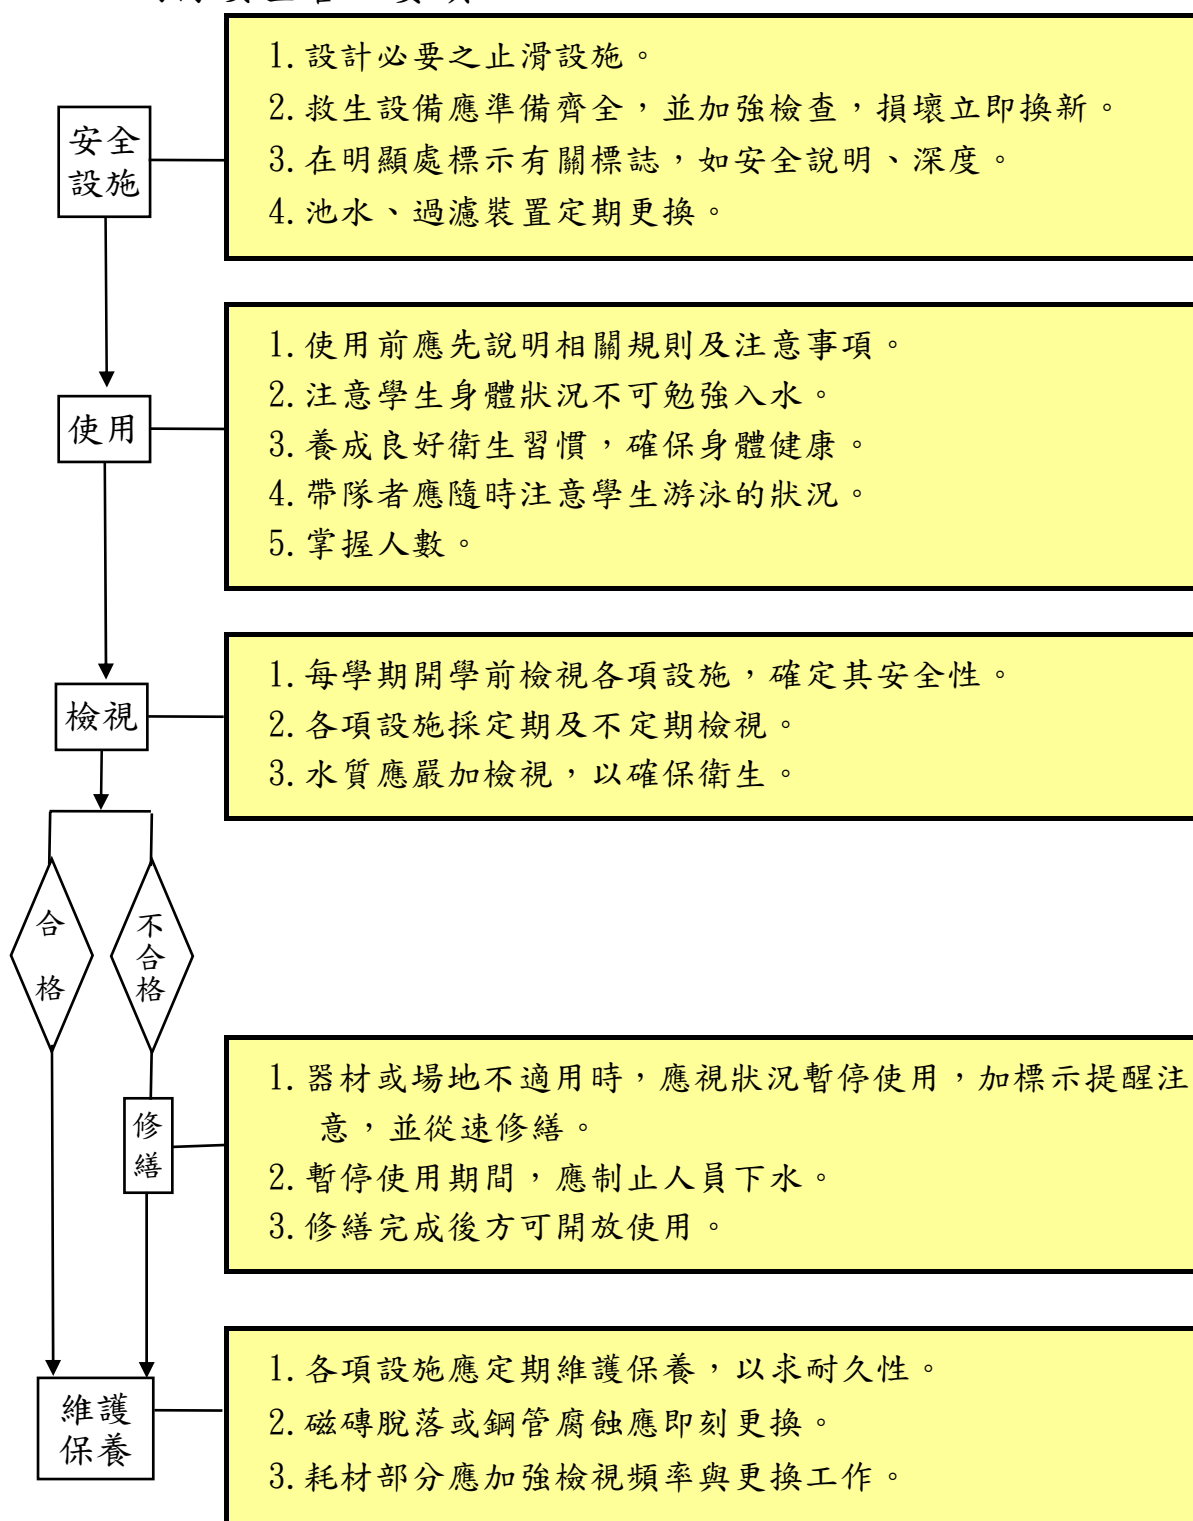 1.設計必要之止滑設施。
2.救生設備應準備齊全，並加強檢查，損壞立即換新。
3.在明顯處標示有關標誌，如安全說明、深度。
4.池水、過濾裝置定期更換。
安全
設施
1.使用前應先說明相關規則及注意事項。
2.注意學生身體狀況不可勉強入水。
3.養成良好衛生習慣，確保身體健康。
4.帶隊者應隨時注意學生游泳的狀況。
5.掌握人數。
使用
1.每學期開學前檢視各項設施，確定其安全性。
2.各項設施採定期及不定期檢視。
3.水質應嚴加檢視，以確保衛生。
檢視
合
格
不
合
格
1.器材或場地不適用時，應視狀況暫停使用，加標示提醒注
意，並從速修繕。
2.暫停使用期間，應制止人員下水。
3.修繕完成後方可開放使用。
修
繕
1.各項設施應定期維護保養，以求耐久性。
2.磁磚脫落或鋼管腐蝕應即刻更換。
3.耗材部分應加強檢視頻率與更換工作。
維護
保養